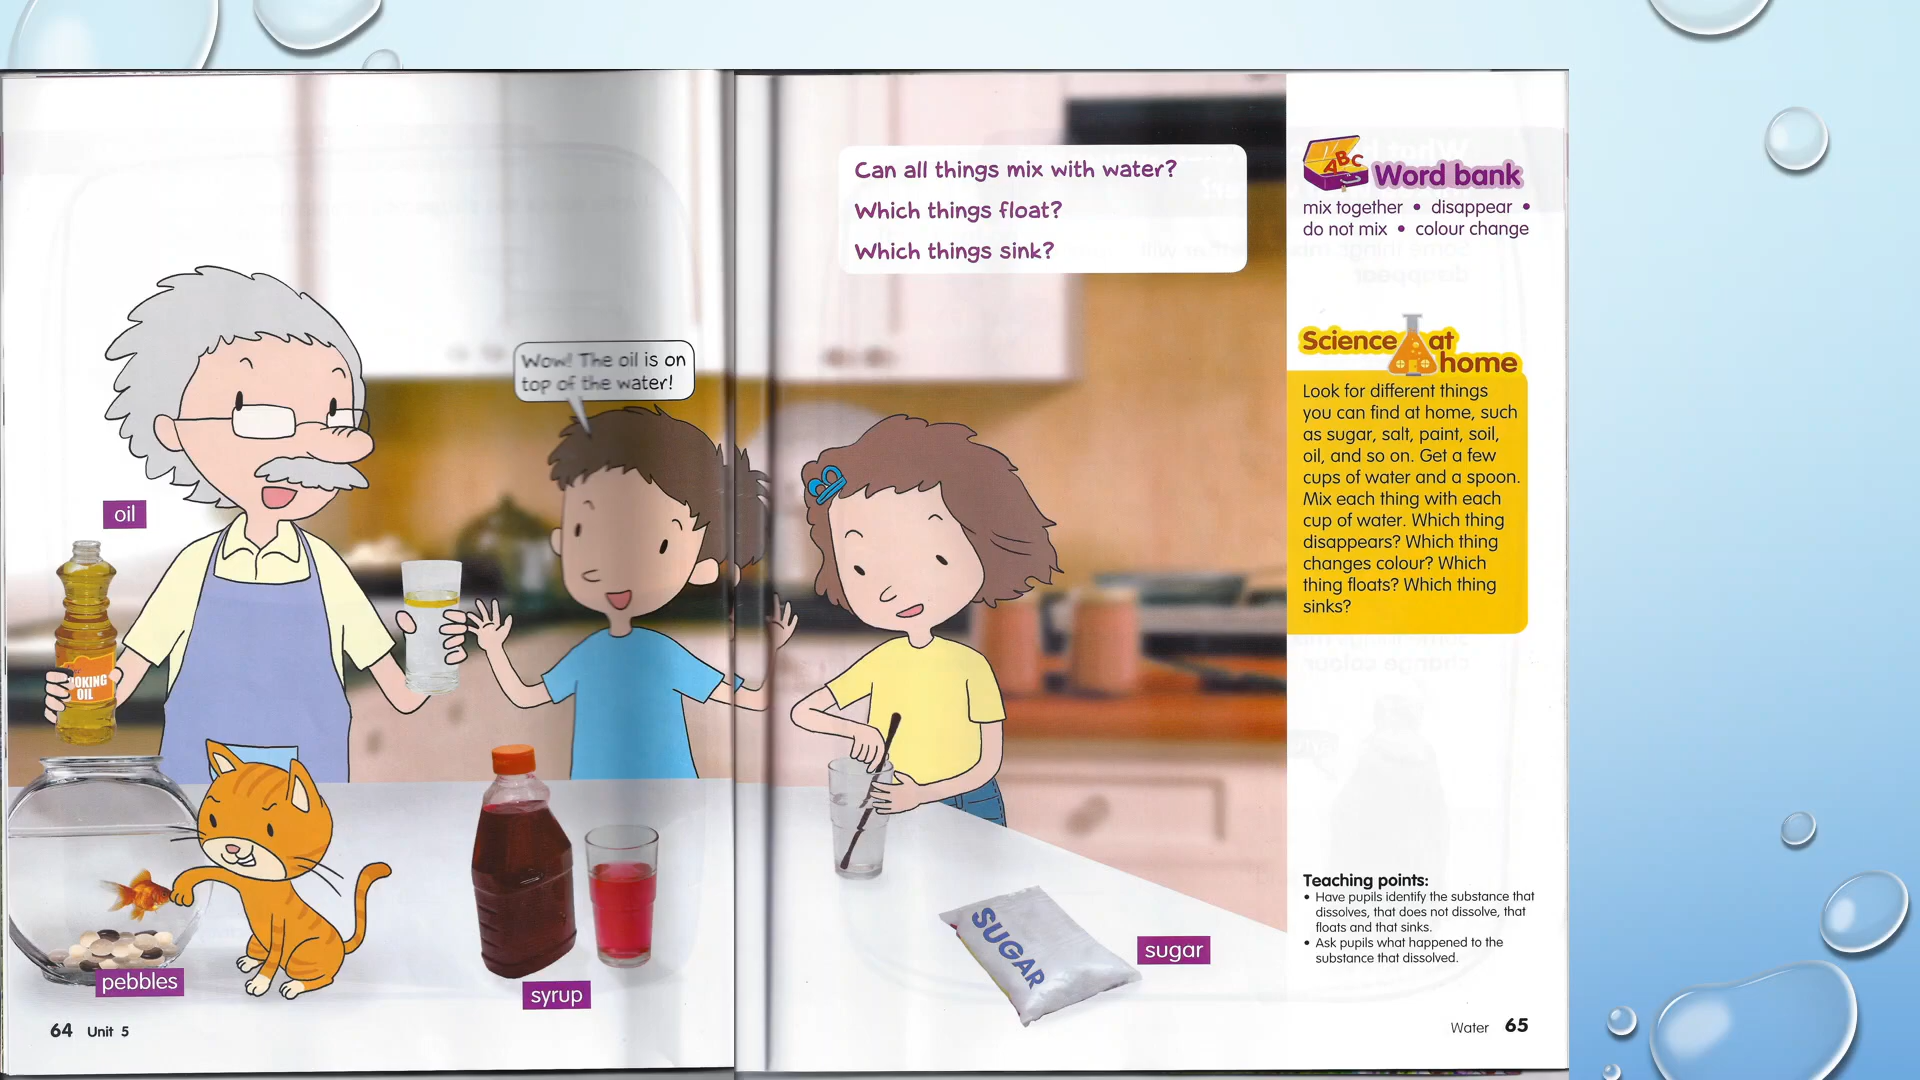 Can all things mix with water?
Which things float?
Which things sink?
Wow! The oil is on
top of the water!
oil
OKING
OIL
pebbles
syrup
SUGAR
sugar
64 Unit 5
ABC
Word bank
mix together • disappear •
do not mix • colour change
Science at
home
Look for different things
you can find at home, such
as sugar, salt, paint, soil,
oil, and so on. Get a few
cups of water and a spoon.
Mix each thing with each
cup of water. Which thing
disappears? Which thing
changes colour? Which
thing floats? Which thing
sinks?
Teaching points:
• Have pupils identify the substance that
dissolves, that does not dissolve, that
floats and that sinks.
• Ask pupils what happened to the
substance that dissolved.
Water 65